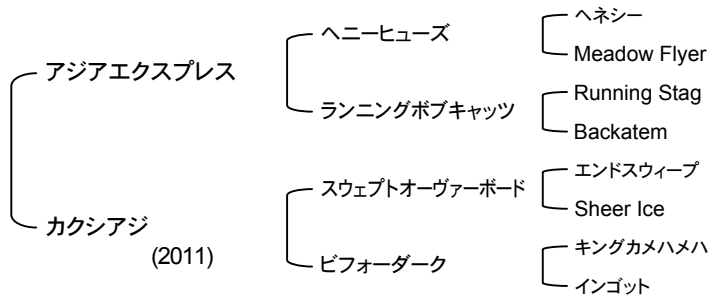 アジアエクスプレス
カクシアジ
(2011)
ヘニーヒューズ
ランニングボブキャッツ
スウェプトオーヴァーボード
ビフォーダーク
ヘネシー
Meadow Flyer
Running Stag
Backatem
エンドスウィープ
Sheer Ice
キングカメハメハ
インゴット